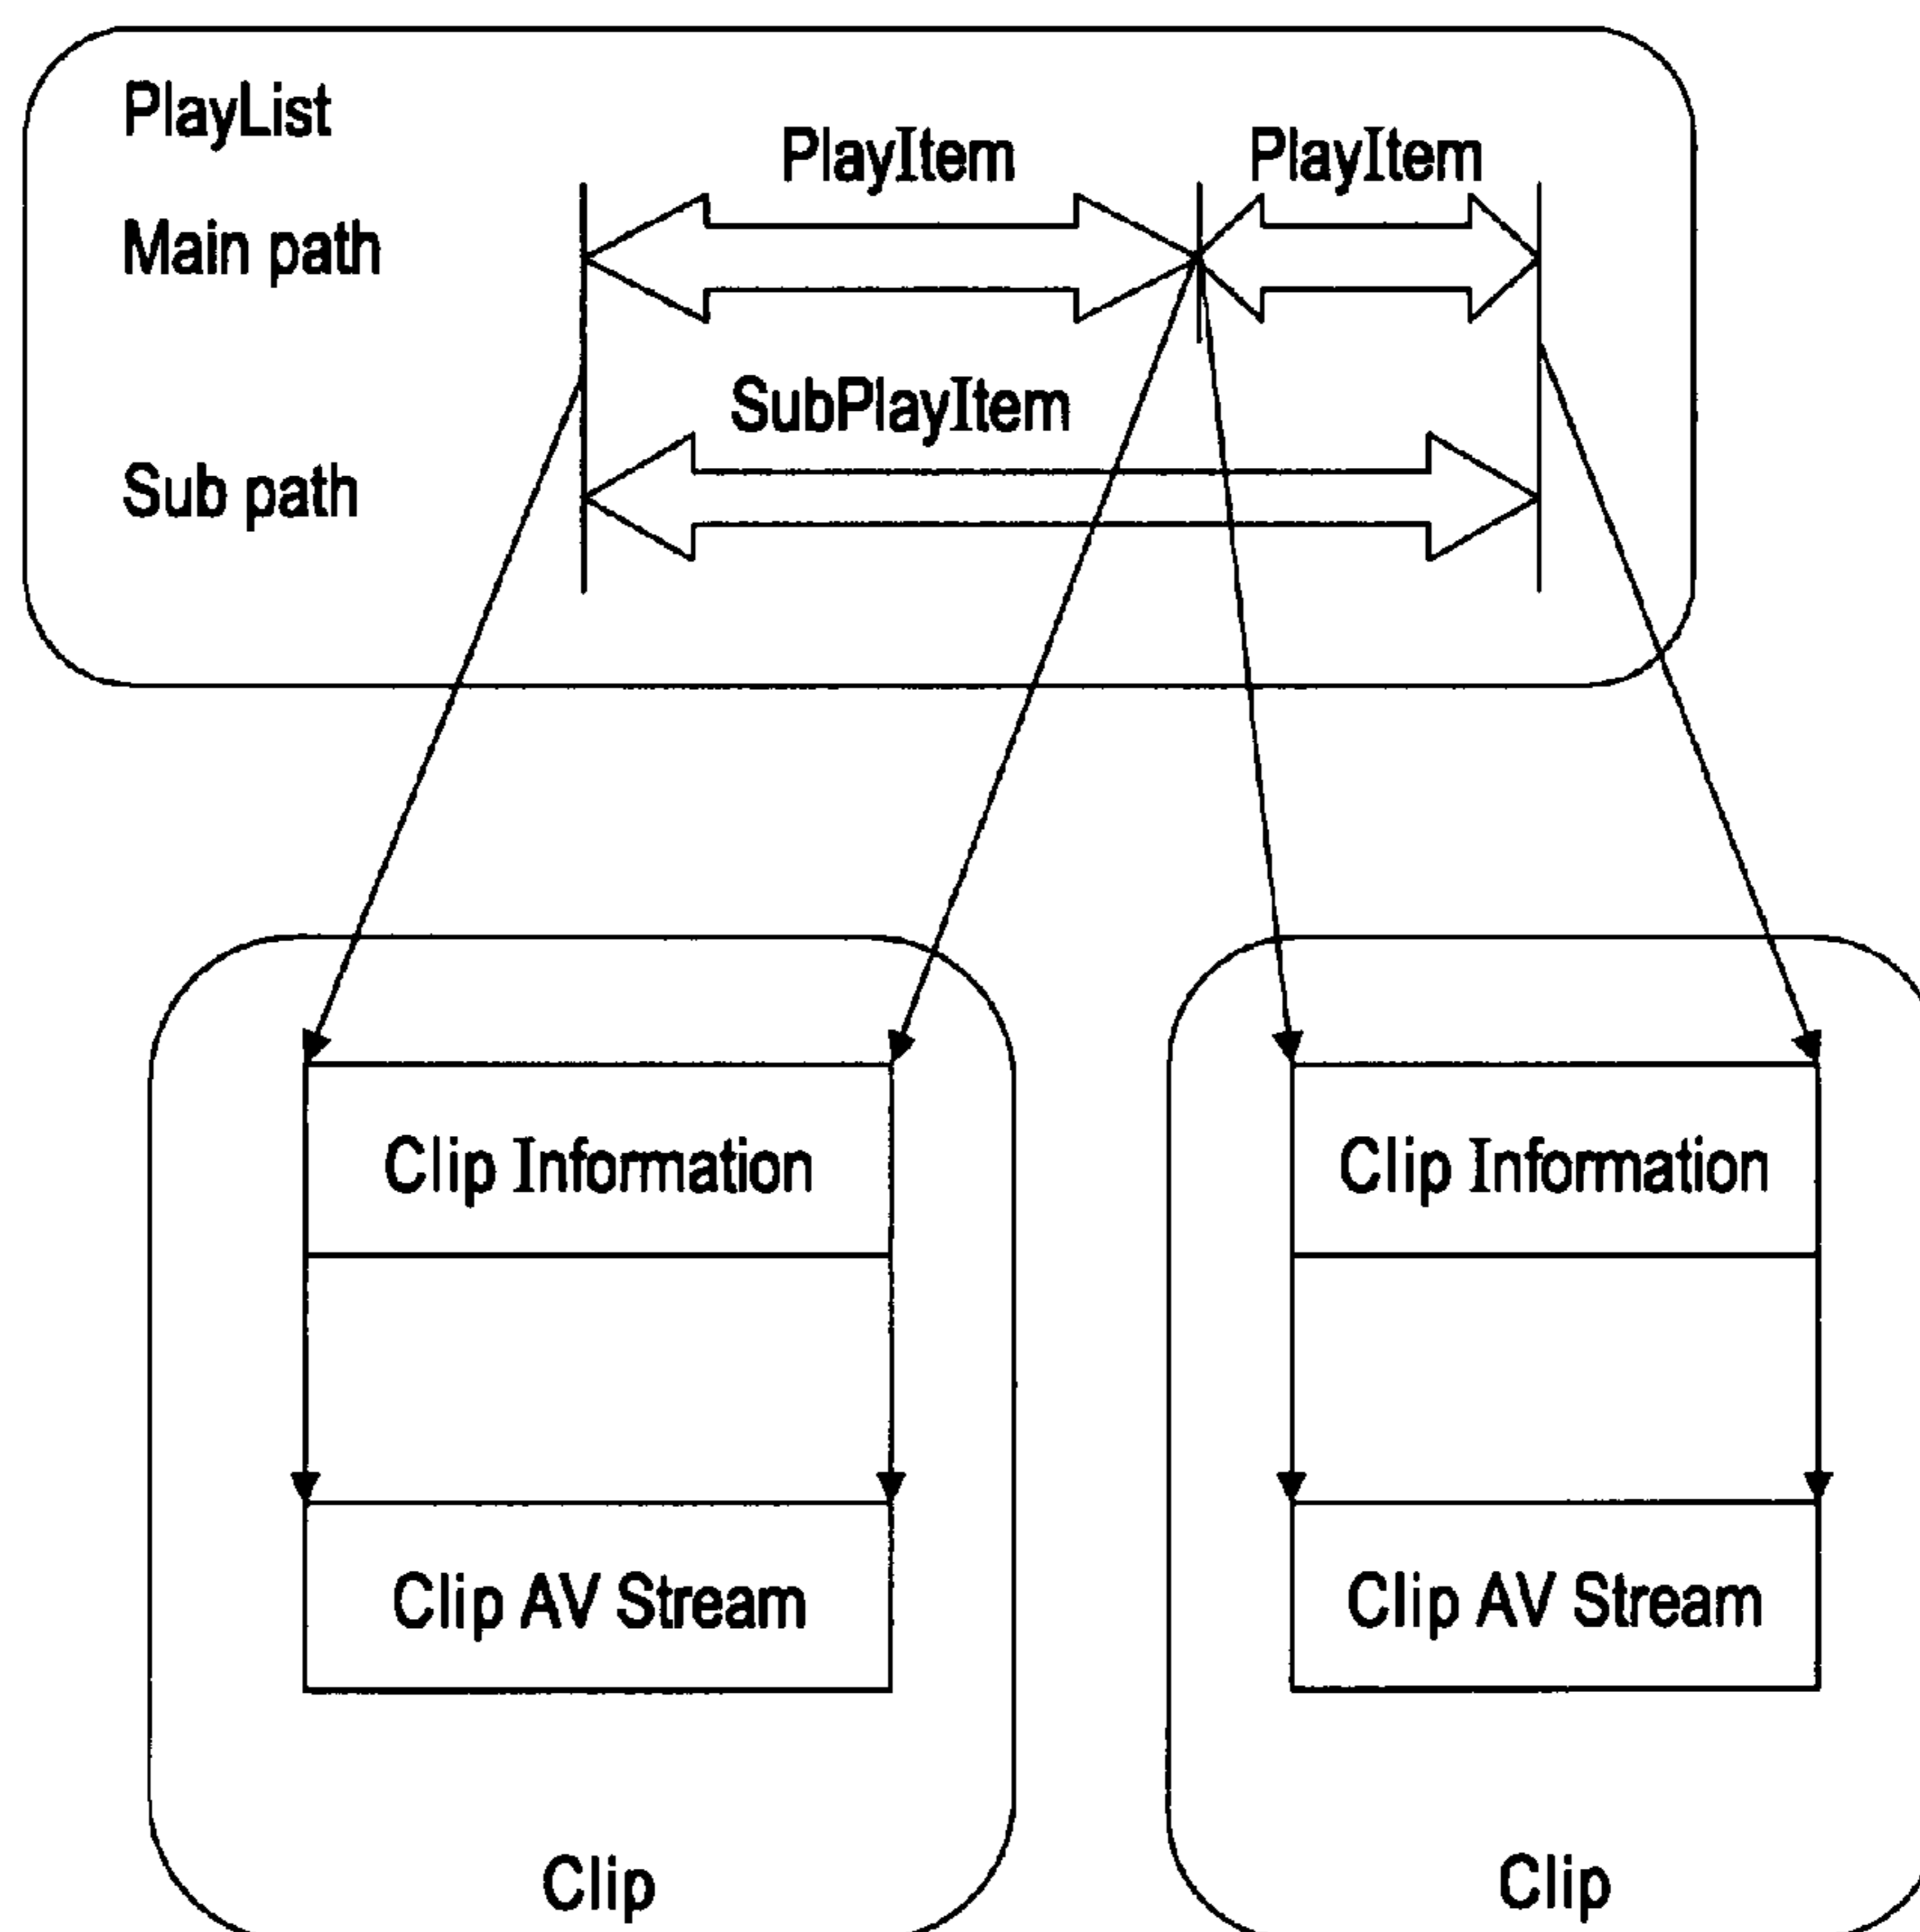 PlayList
PlayItem PlayItem
Main path
SubPlayItem
Sub path
Clip Information Clip Information
Clip AV Stream Clip AV Stream
Clip Clip